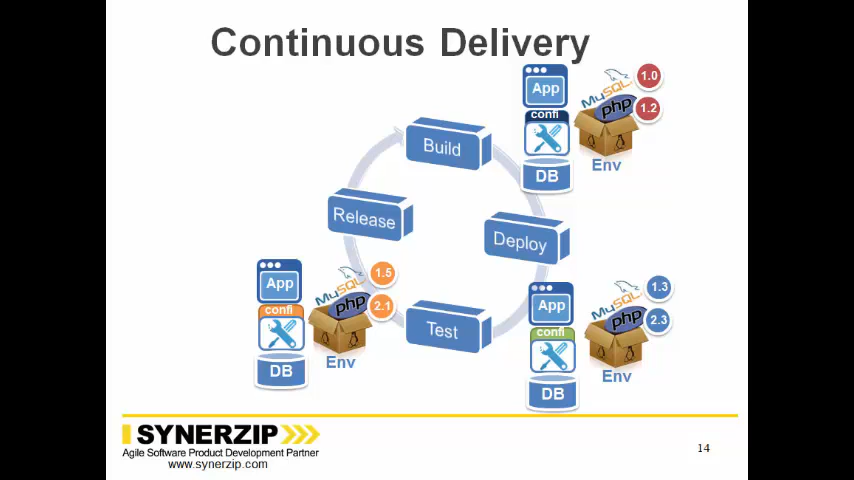 Continuous Delivery
App
confi
DB
MySQL
php
1.0
1.2
Env
Build
Release
Deploy
Test
App
confi
DB
MySQL
php
1.5
2.1
Env
App
confi
DB
MySQL
php
1.3
2.3
Env
SYNERZIP
Agile Software Product Development Partner
www.synerzip.com
14